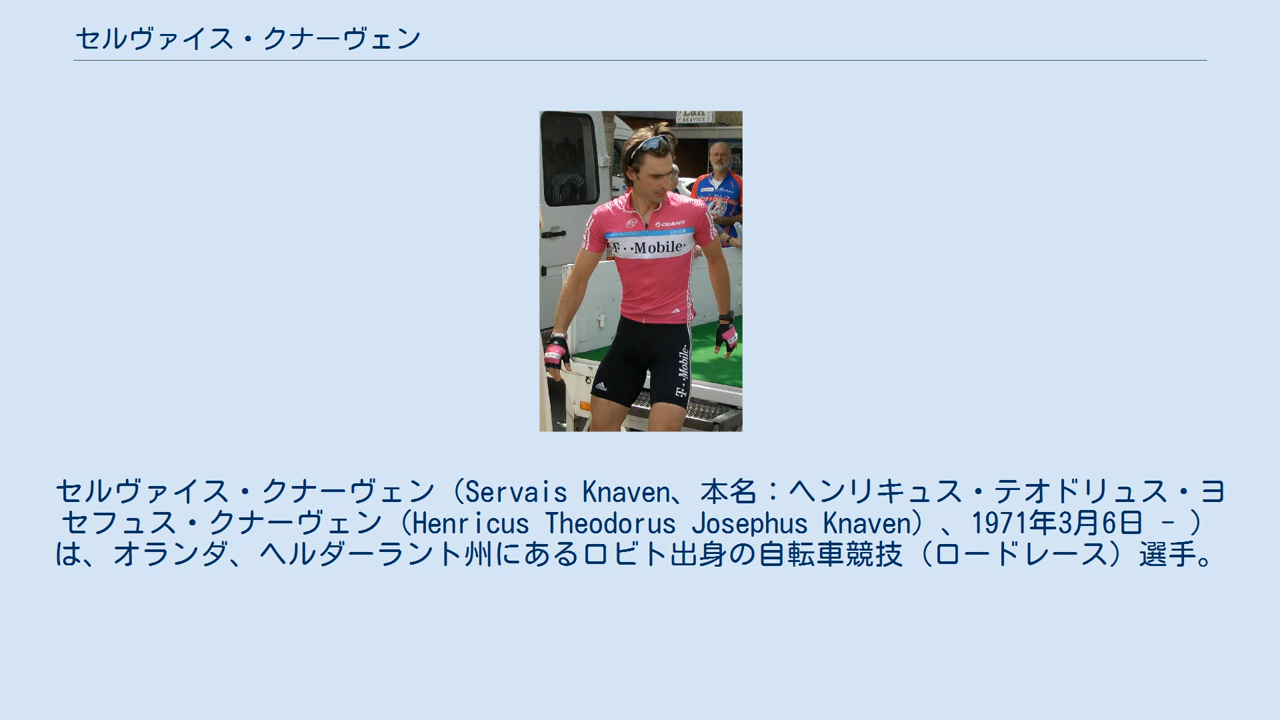 セルヴァイス・クナーヴェン
SERVICE
GIANT
T··Mobile·
T··Mobile·
adidas
セルヴァイス・クナーヴェン（Servais Knaven、本名：ヘンリキュス・テオドリュス・ヨ
セフュス・クナーヴェン（Henricus Theodorus Josephus Knaven）、1971年3月6日 - ）
は、オランダ、ヘルダーラント州にあるロビト出身の自転車競技（ロードレース）選手。